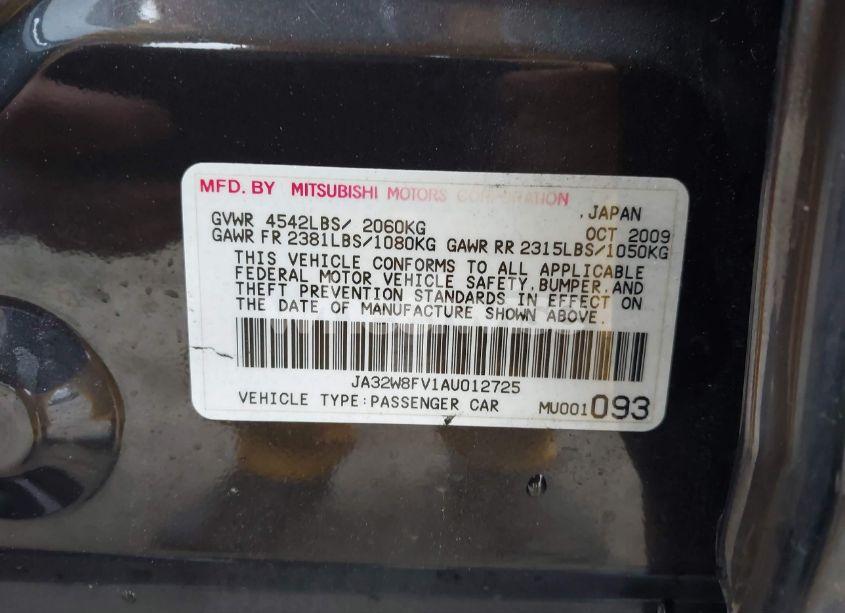 MFD. BY MITSUBISHI MOTORS CORPORATION
.JAPAN
GVWR 4542LBS/ 2060KG OCT 2009
GAWR FR 2381LBS/1080KG GAWR RR 2315LBS/1050KG
THIS VEHICLE CONFORMS TO ALL APPLICABLE
FEDERAL MOTOR VEHICLE SAFETY, BUMPER, AND
THEFT PREVENTION STANDARDS IN EFFECT ON
THE DATE OF MANUFACTURE SHOWN ABOVE.
JA32W8FV1AU012725
VEHICLE TYPE:PASSENGER CAR MU001093